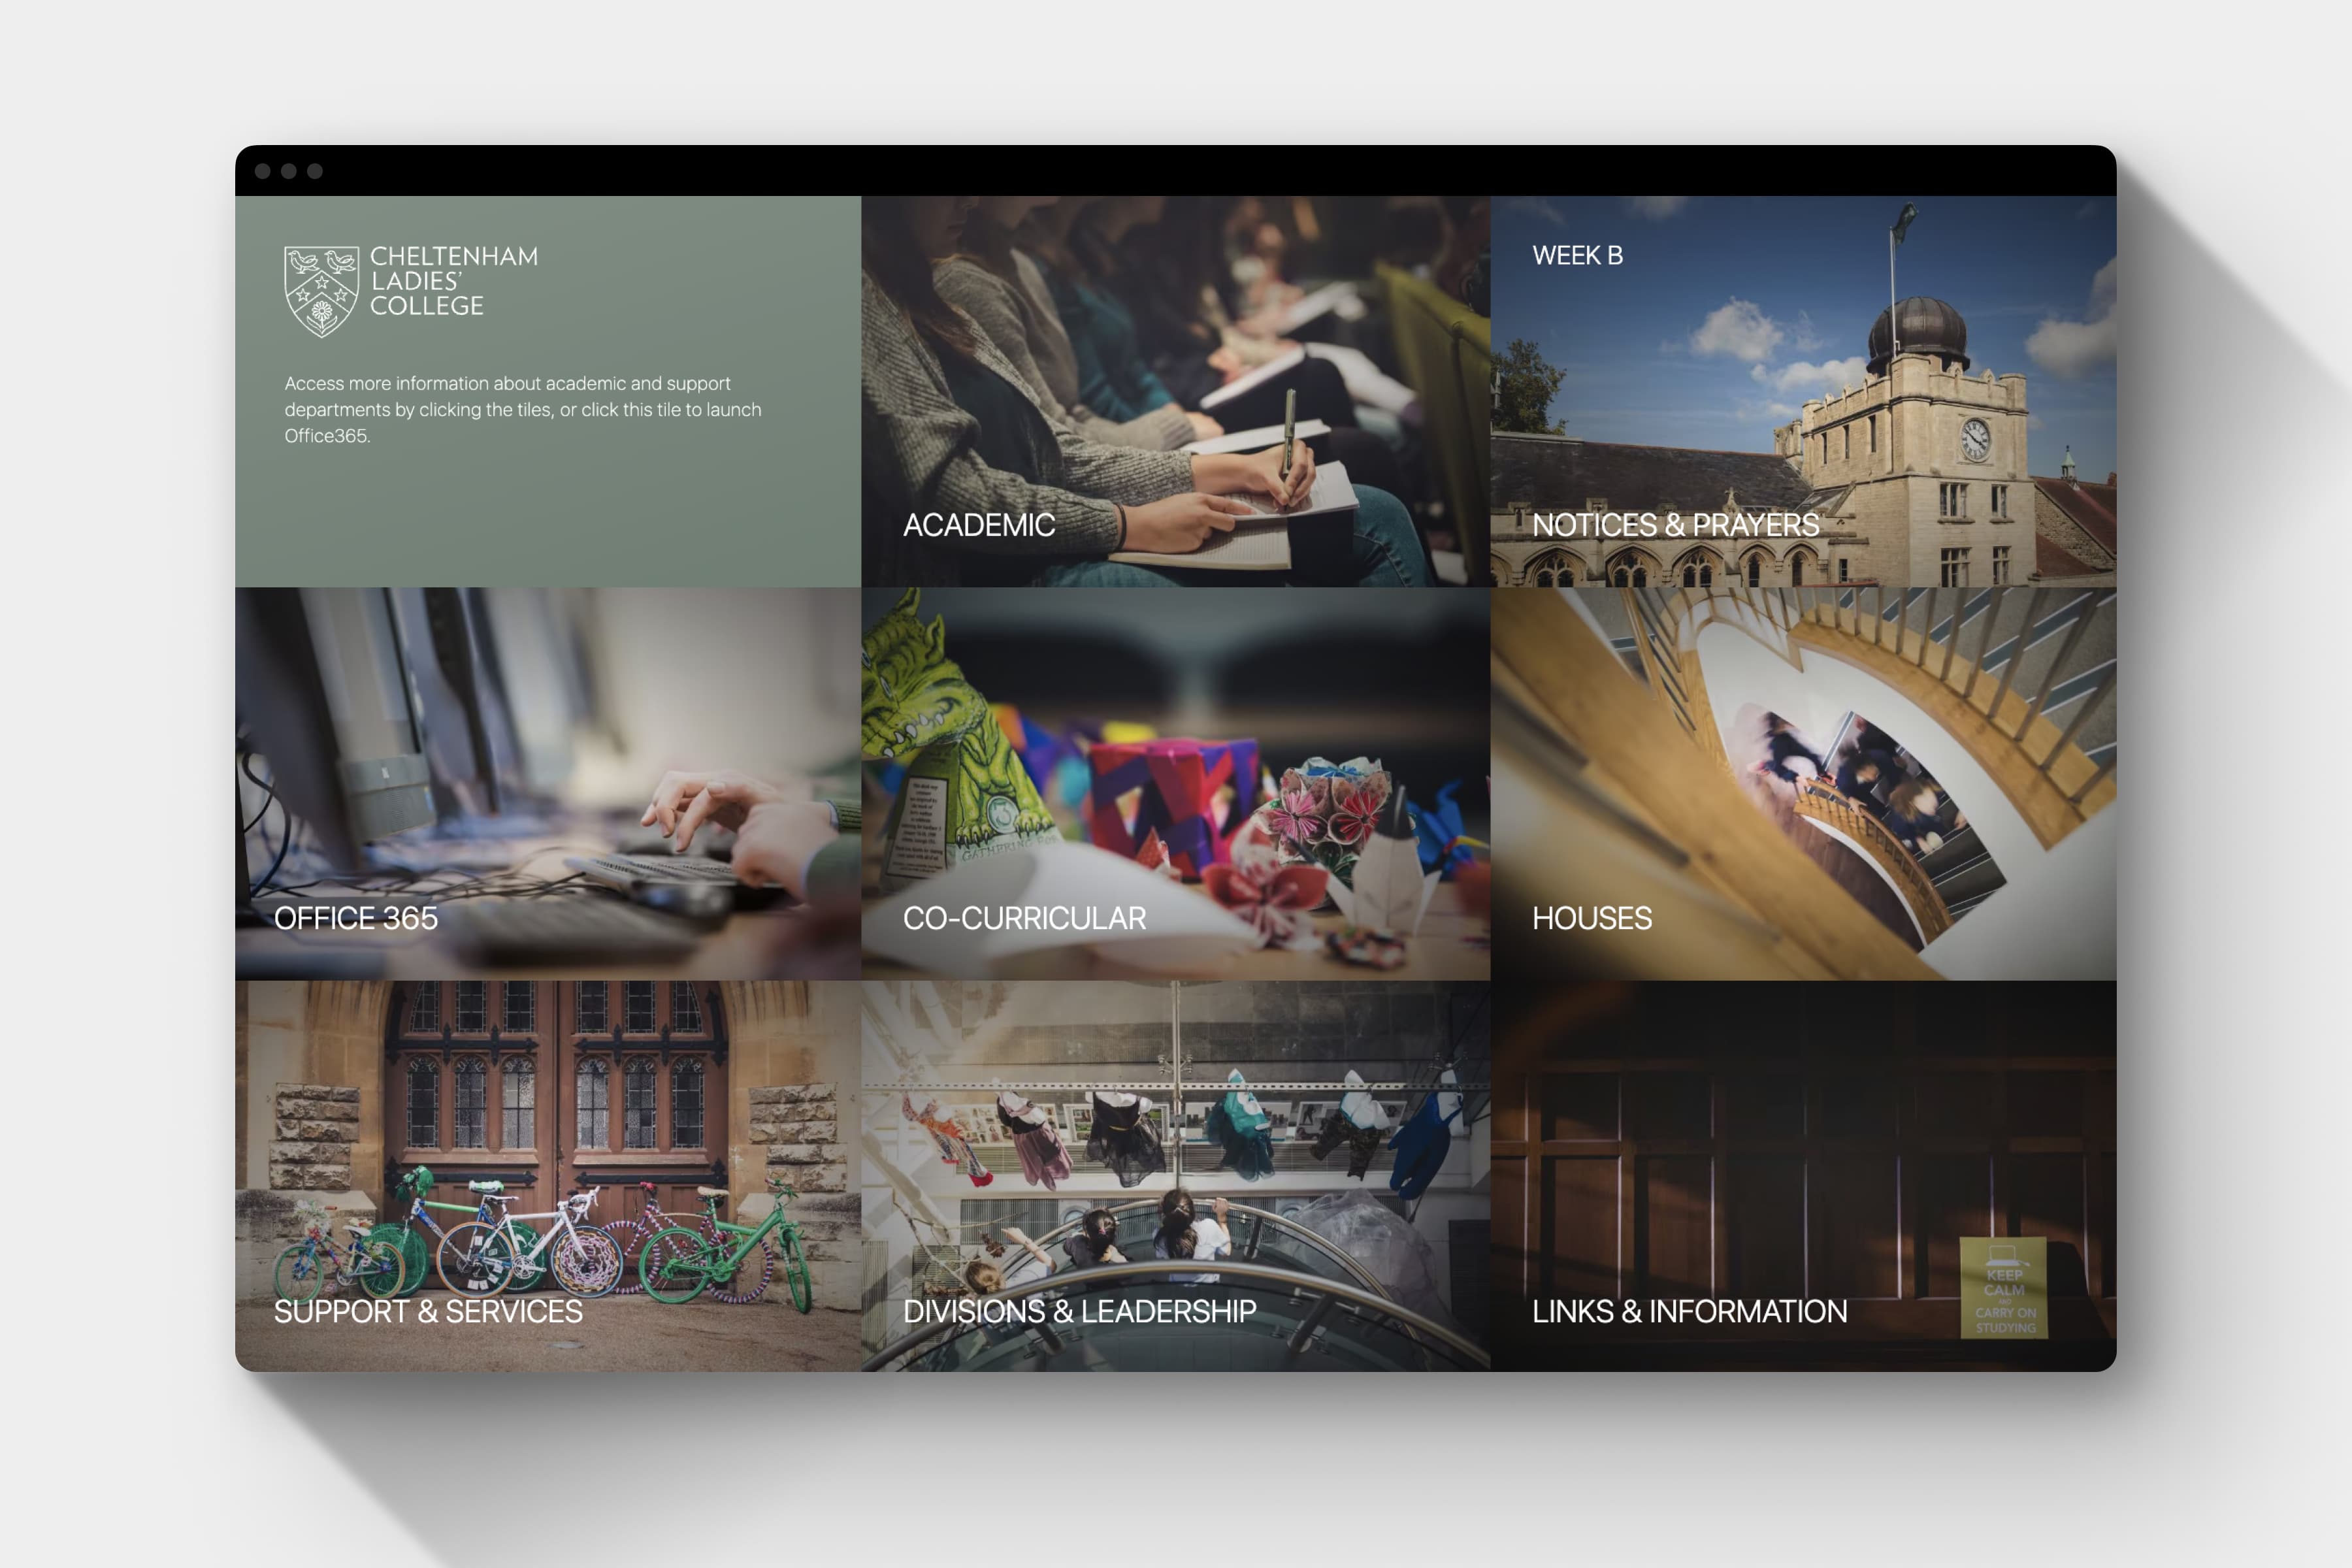 CHELTENHAM
LADIES'
COLLEGE
Access more information about academic and support
departments by clicking the tiles, or click this tile to launch
Office365.
ACADEMIC
WEEK B
NOTICES & PRAYERS
OFFICE 365
CO-CURRICULAR
HOUSES
SUPPORT & SERVICES
DIVISIONS & LEADERSHIP
LINKS & INFORMATION
KEEP
CALM
AND
CARRY ON
STUDYING